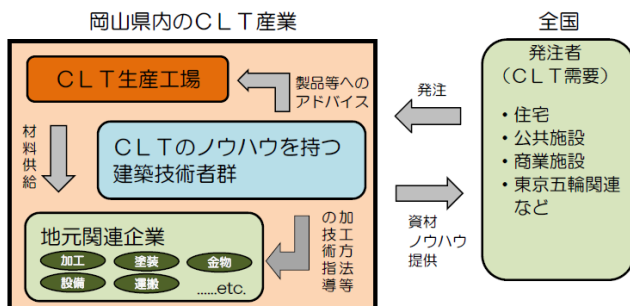 岡山県内のＣＬＴ産業
全国
ＣＬＴ生産工場
製品等への
アドバイス
材料供給
ＣＬＴのノウハウを持つ
建築技術者群
地元関連企業
加工
塗装
金物
設備
運搬
……etc.
加工方法等
の技術指導
発注
資材
ノウハウ
提供
発注者
（ＣＬＴ需要）
・住宅
・公共施設
・商業施設
・東京五輪関連
など